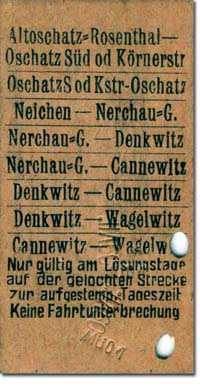 Altoschatz=Rosenthal—
Oschatz Süd od Körnerstr
Oschatz S od Kstr-Oschatz
Neichen — Nerchau=G.
Nerchau=G. — Denkwitz
Nerchau=G. — Cannewitz
Denkwitz — Cannewitz
Denkwitz — Wagelwitz
Cannewitz — Wagelw
Nur gültig am Lösungstage
auf der gelochten Strecke
zur aufgestemp. Tageszeit
Keine Fahrtunterbrechung